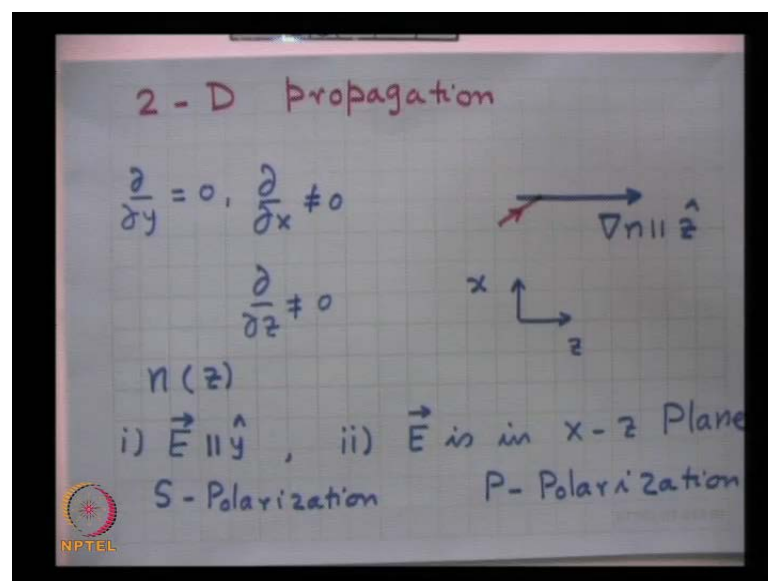 2 - D propagation
∂/∂y = 0, ∂/∂x ≠ 0
∇n || ẑ
∂/∂z ≠ 0
x
z
n(z)
i) E⃗ || ŷ , ii) E⃗ is in x-z Plane
S - Polarization P - Polarization
NPTEL